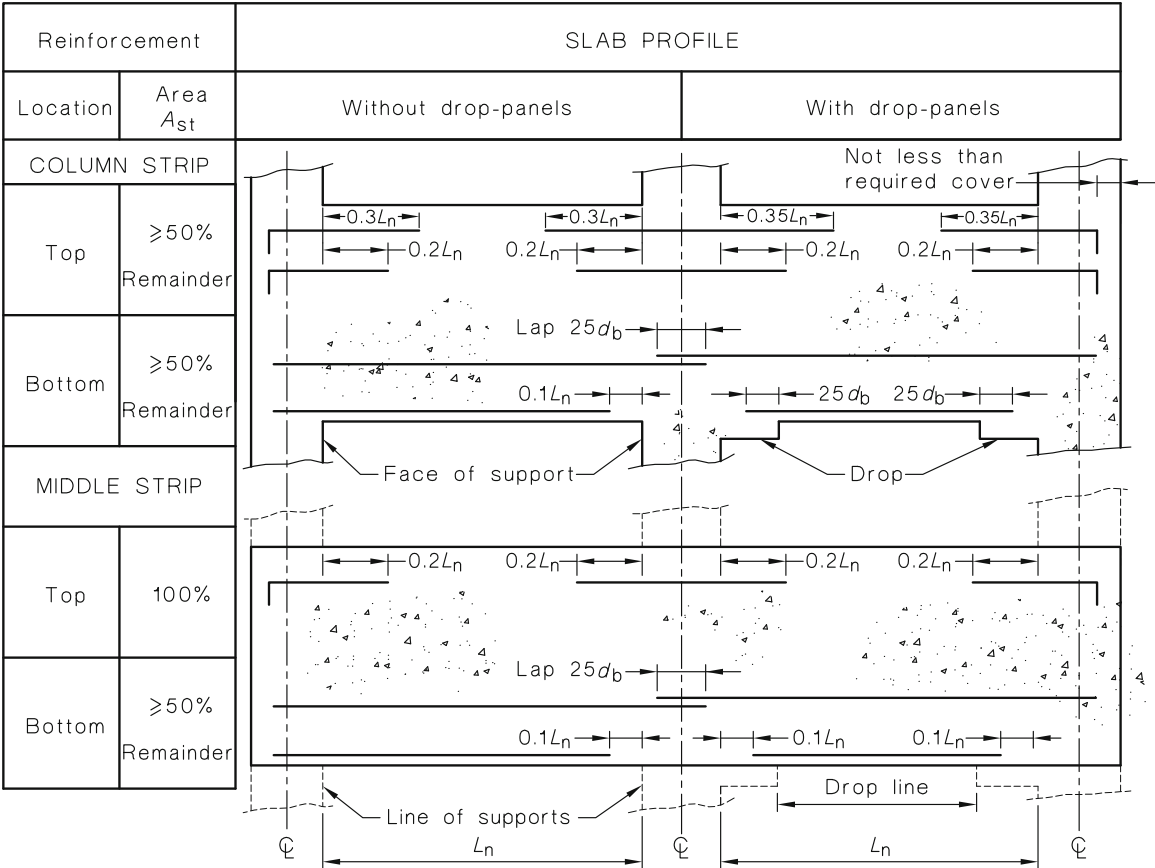 Reinforcement
SLAB PROFILE
Location
Area
Ast
Without drop-panels
With drop-panels
COLUMN STRIP
Not less than
required cover
Top
⩾50%
Remainder
0.3Ln
0.3Ln
0.35Ln
0.35Ln
0.2Ln
0.2Ln
0.2Ln
0.2Ln
Bottom
⩾50%
Remainder
Lap 25db
0.1Ln
25db
25db
Face of support
Drop
MIDDLE STRIP
Top
100%
0.2Ln
0.2Ln
0.2Ln
0.2Ln
Bottom
⩾50%
Remainder
Lap 25db
0.1Ln
0.1Ln
0.1Ln
Drop line
Line of supports
℄
Ln
℄
Ln
℄